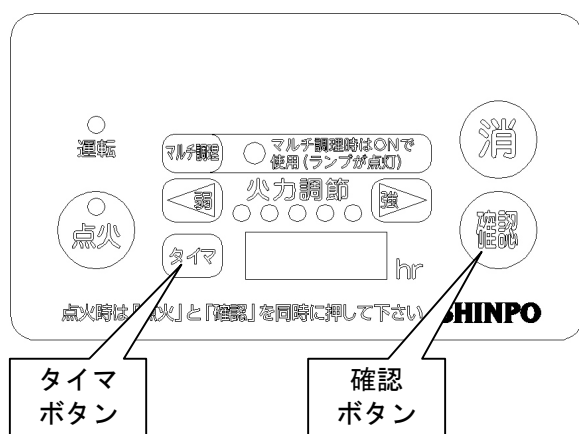 運転
消
マルチ調理
マルチ調理時はONで
使用(ランプが点灯)
火力調節
弱
強
点火
確認
タイマ
hr
点火時は「点火」と「確認」を同時に押して下さい
SHINPO
タイマ
ボタン
確認
ボタン